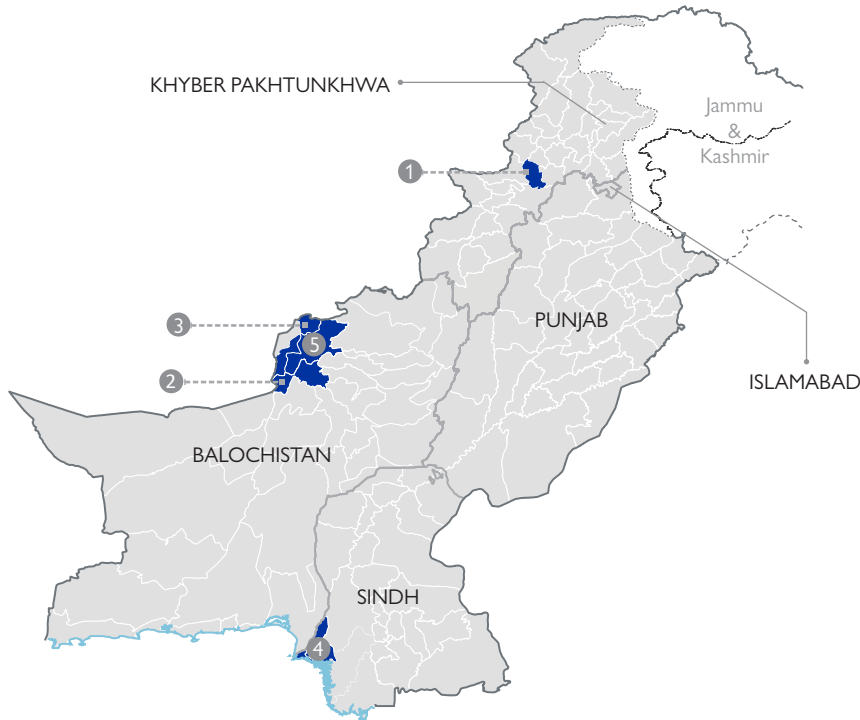 KHYBER PAKHTUNKHWA
Jammu
&
Kashmir
1
3
PUNJAB
5
2
ISLAMABAD
BALOCHISTAN
SINDH
4